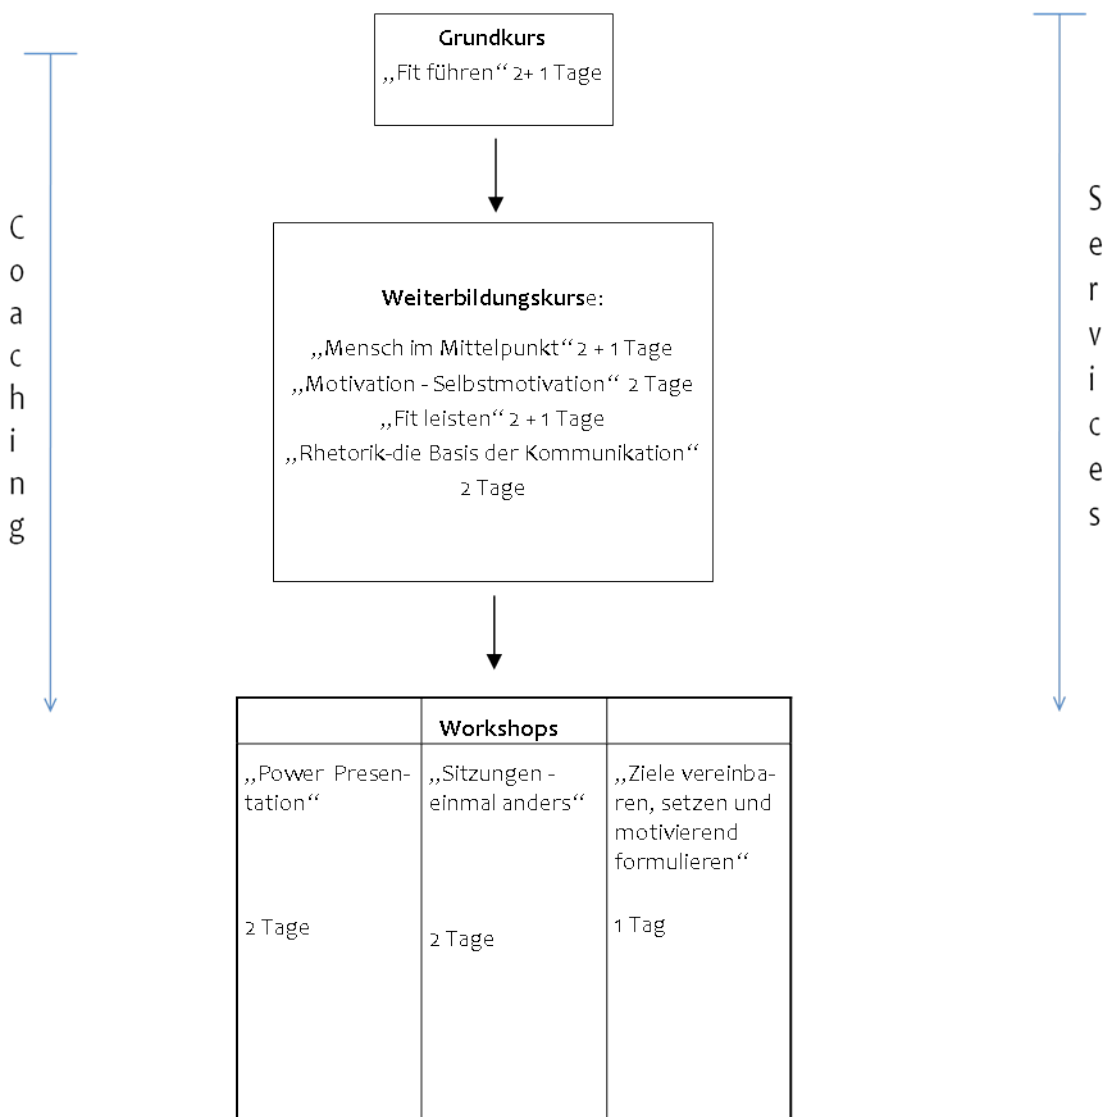 Grundkurs
„Fit führen“ 2+ 1 Tage
Coaching
Services
Weiterbildungskurse:
„Mensch im Mittelpunkt“ 2 + 1 Tage
„Motivation - Selbstmotivation“ 2 Tage
„Fit leisten“ 2 + 1 Tage
„Rhetorik-die Basis der Kommunikation“
2 Tage
Workshops
„Power Presen-
tation“
2 Tage
„Sitzungen -
einmal anders“
2 Tage
„Ziele vereinba-
ren, setzen und
motivierend
formulieren“
1 Tag